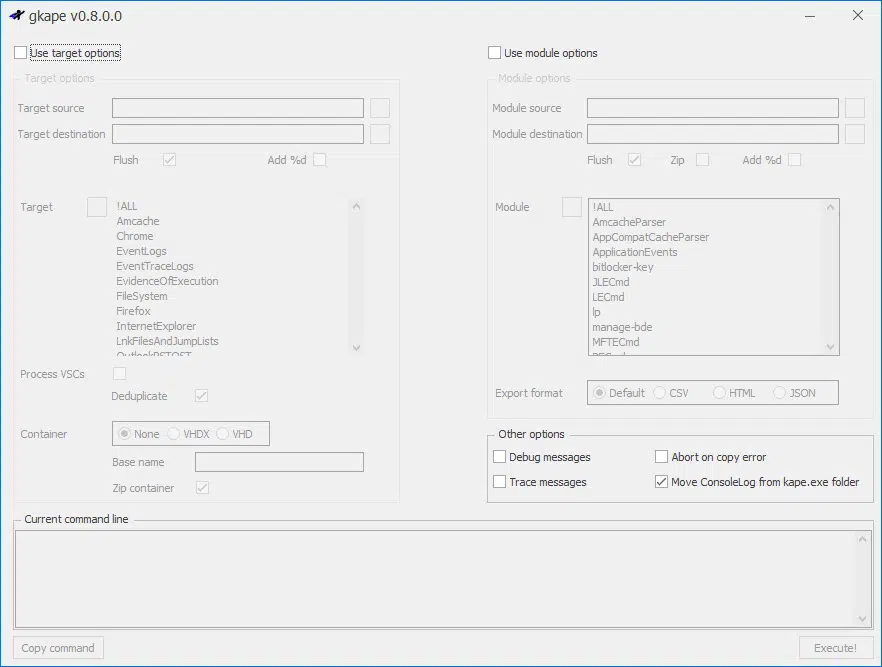 gkape v0.8.0.0
Use target options
Use module options
Target options
Target source
Target destination
Flush
Add %d
Target
!ALL
Amcache
Chrome
EventLogs
EventTraceLogs
EvidenceOfExecution
FileSystem
Firefox
InternetExplorer
LnkFilesAndJumpLists
Process VSCs
Deduplicate
Container
None
VHDX
VHD
Base name
Zip container
Module options
Module source
Module destination
Flush
Zip
Add %d
Module
!ALL
AmcacheParser
AppCompatCacheParser
ApplicationEvents
bitlocker-key
JLECmd
LECmd
lp
manage-bde
MFTECmd
Export format
Default
CSV
HTML
JSON
Other options
Debug messages
Abort on copy error
Trace messages
Move ConsoleLog from kape.exe folder
Current command line
Copy command
Execute!